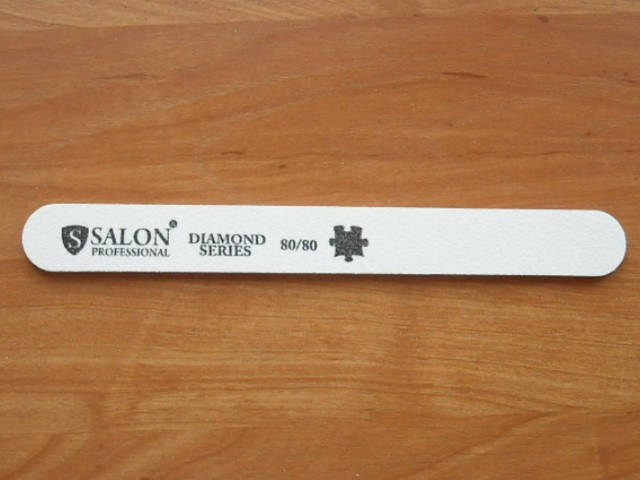 S SALON®
PROFESSIONAL
DIAMOND
SERIES
80/80